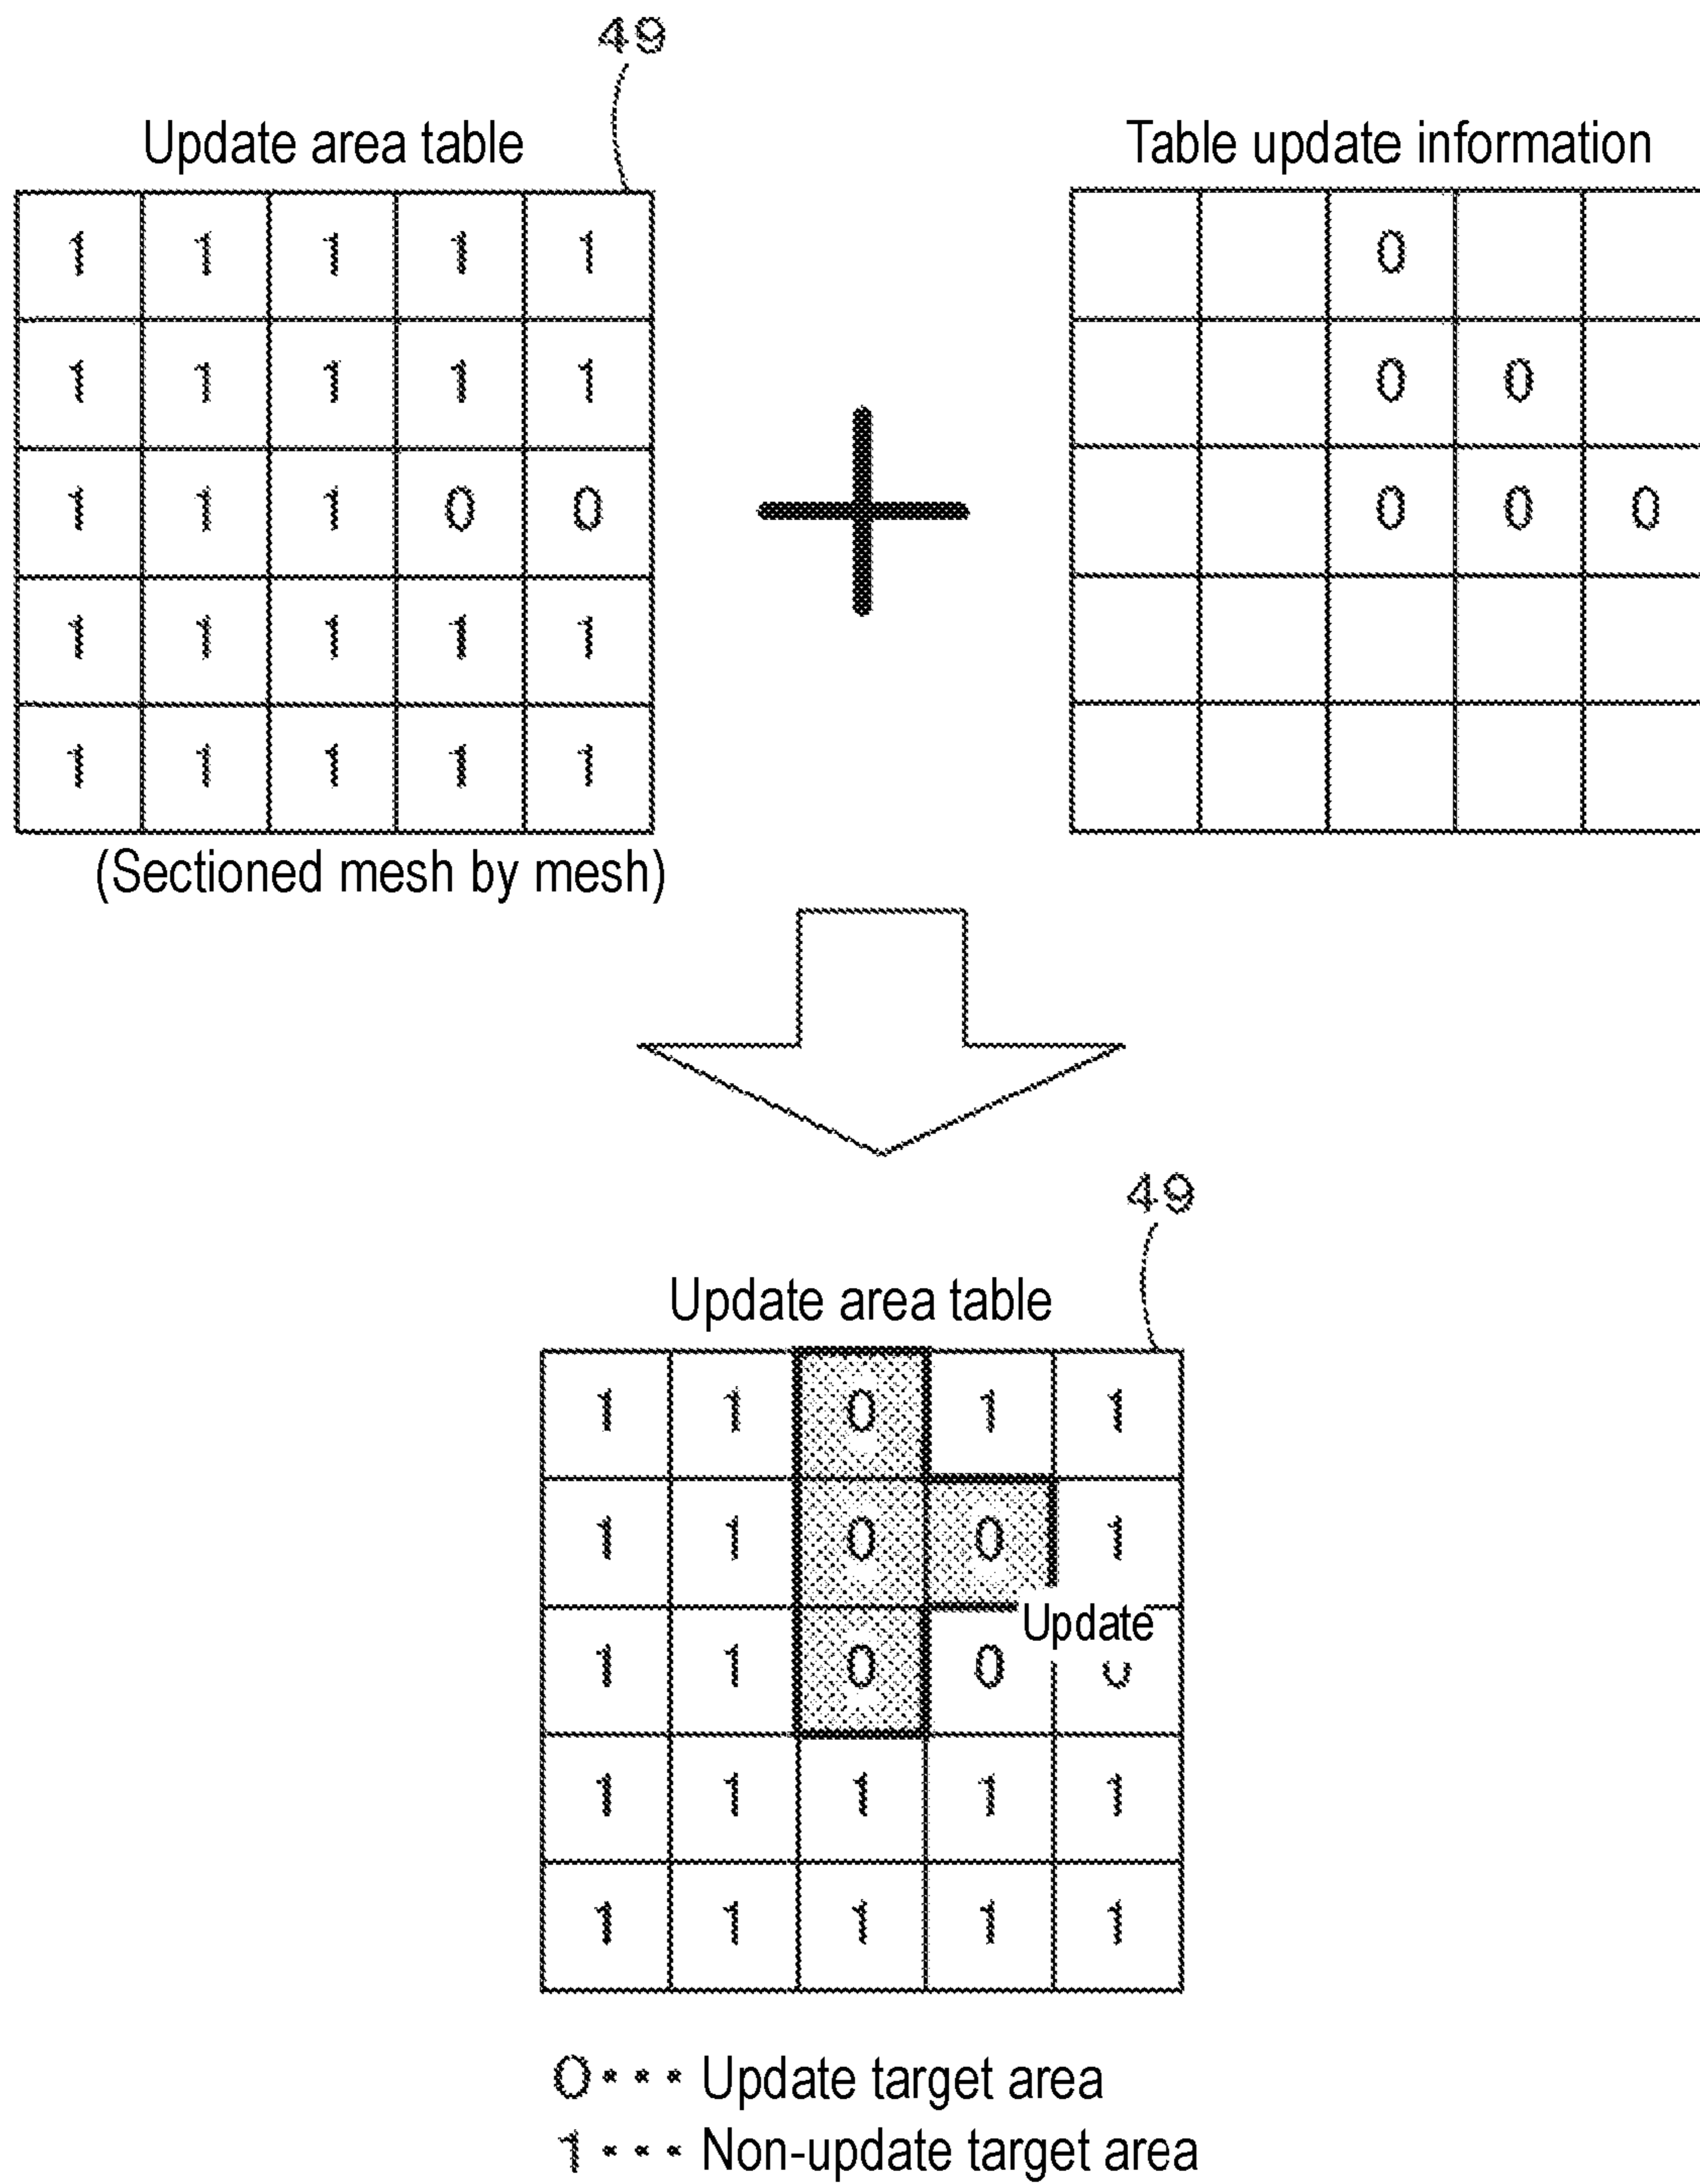 49
Update area table
Table update information
1 1 1 1 1
0
1 1 1 1 1
0 0
1 1 1 0 0
0 0 0
1 1 1 1 1
1 1 1 1 1
(Sectioned mesh by mesh)
49
Update area table
1 1 0 1 1
1 1 0 0 1
Update
1 1 0 0 0
1 1 1 1 1
1 1 1 1 1
0 ・・・ Update target area
1 ・・・ Non-update target area